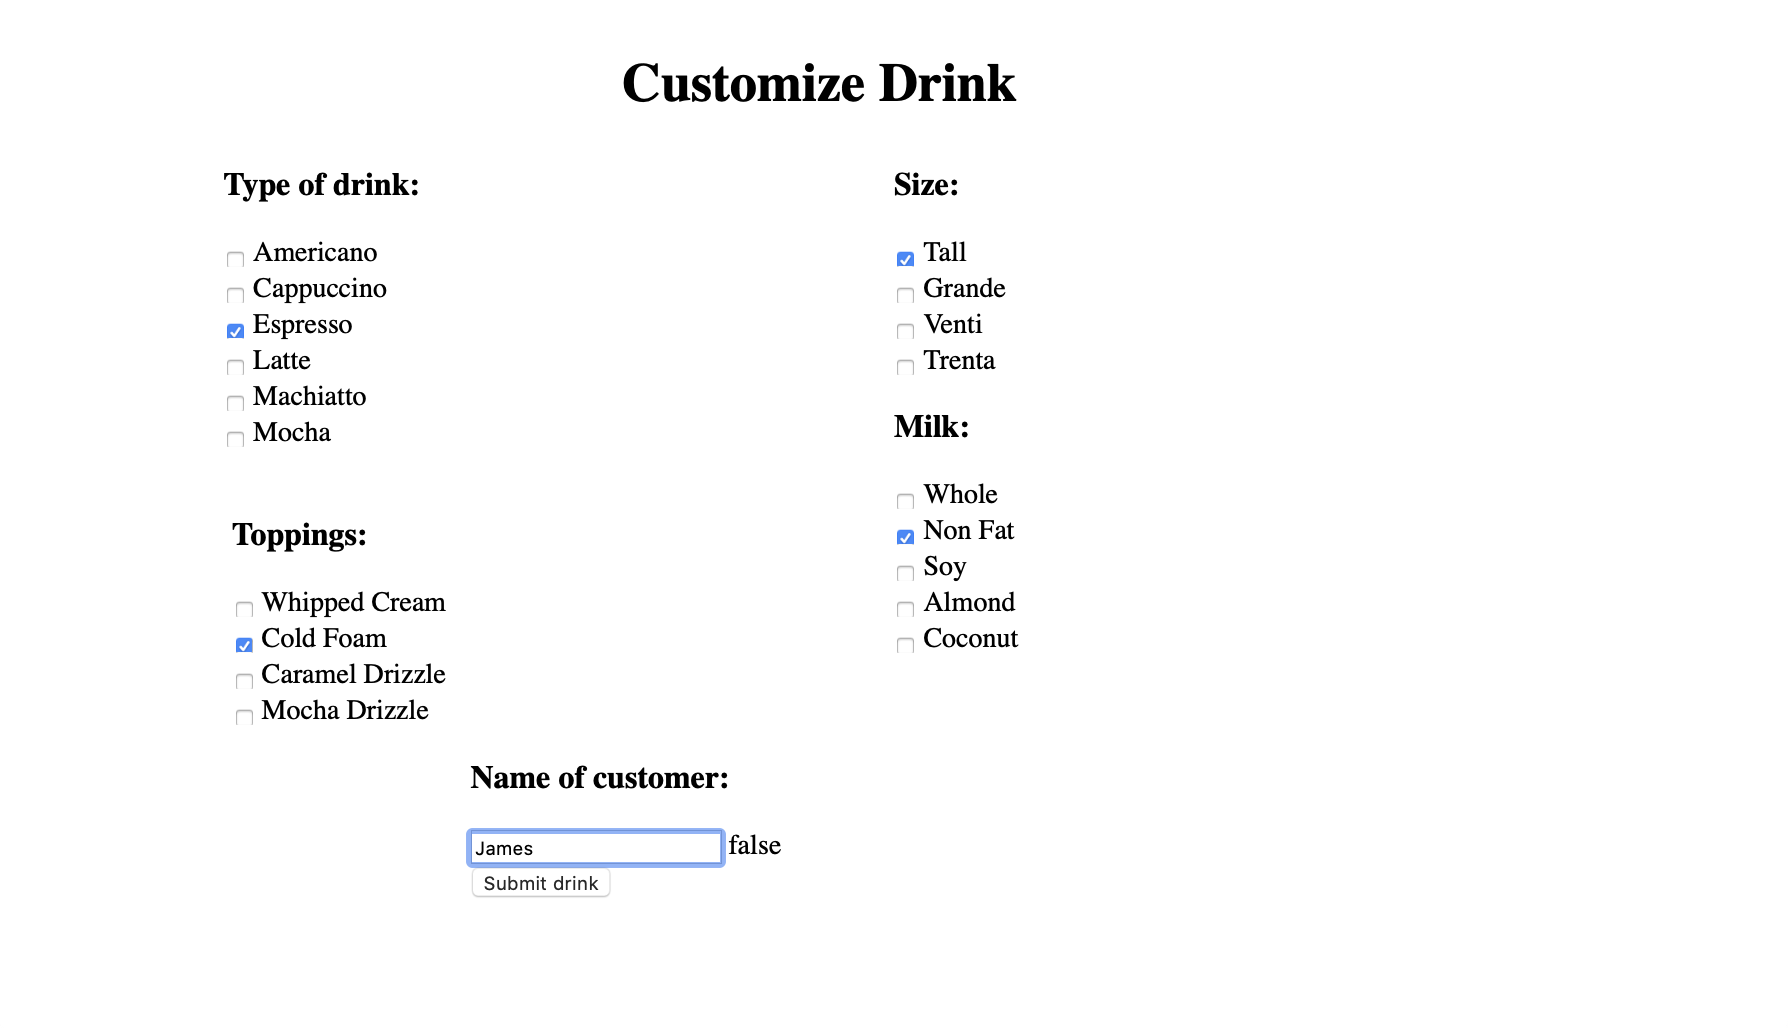 Customize Drink
Type of drink:
Americano
Cappuccino
Espresso
Latte
Machiatto
Mocha
Toppings:
Whipped Cream
Cold Foam
Caramel Drizzle
Mocha Drizzle
Size:
Tall
Grande
Venti
Trenta
Milk:
Whole
Non Fat
Soy
Almond
Coconut
Name of customer:
James false
Submit drink